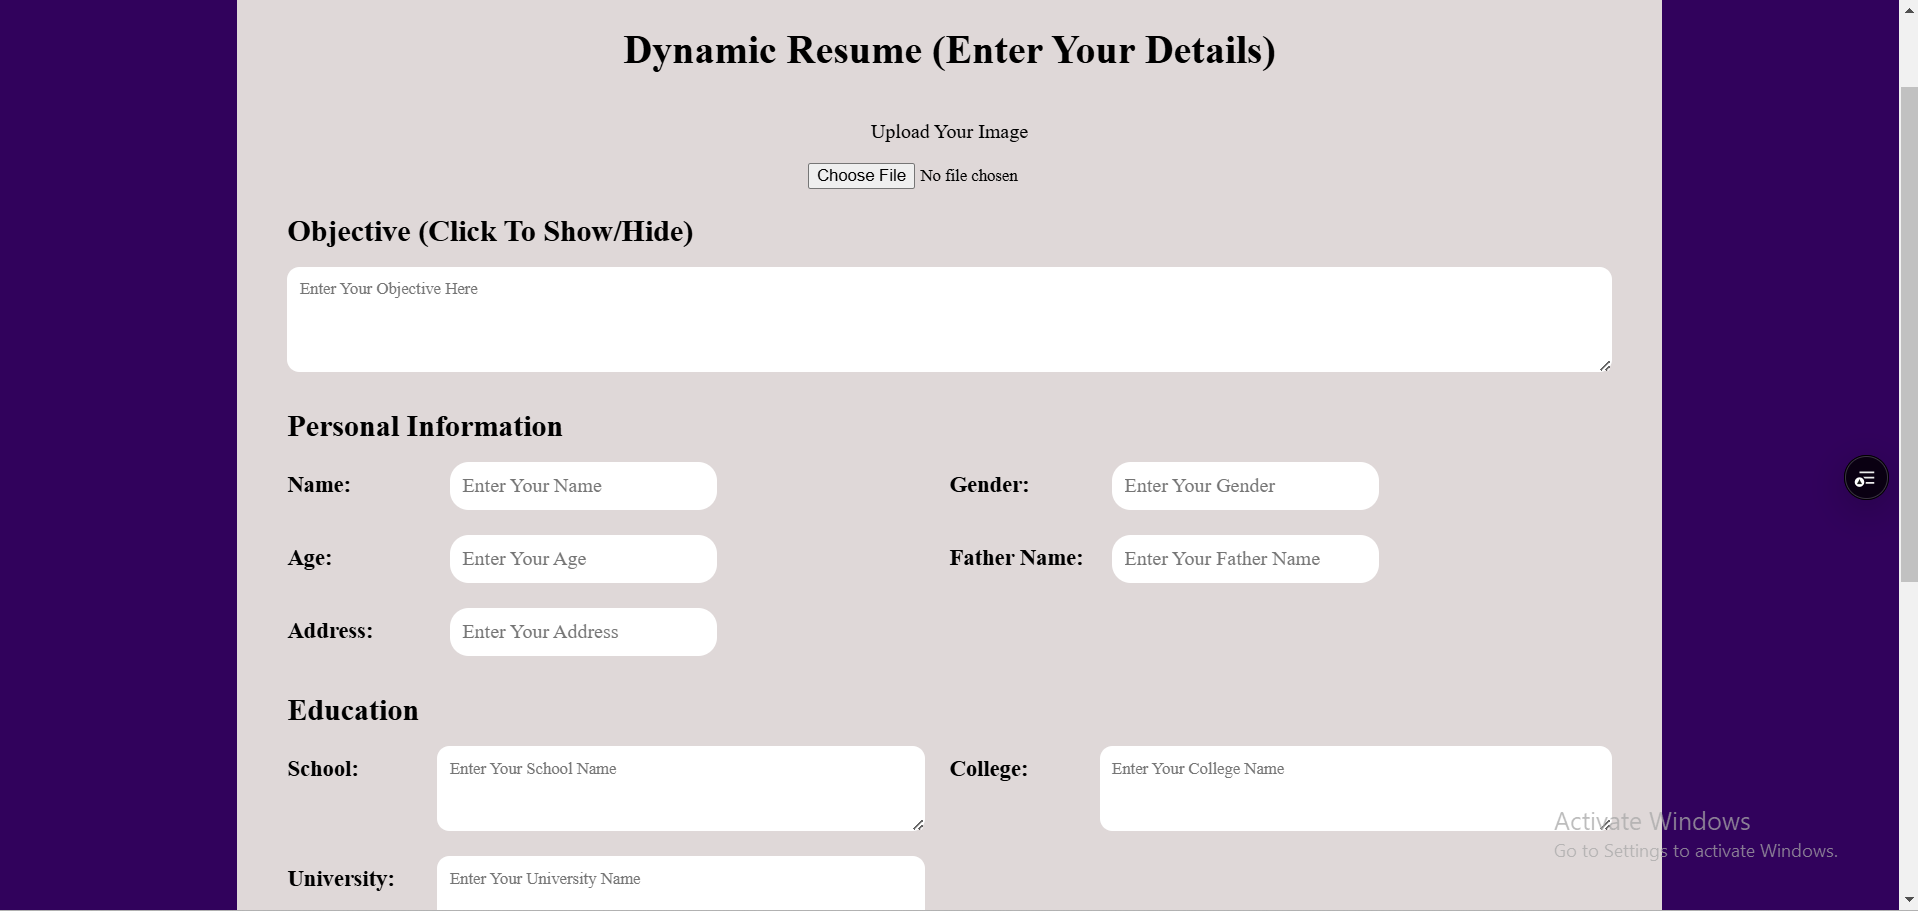 Dynamic Resume (Enter Your Details)
Upload Your Image
Choose File No file chosen
Objective (Click To Show/Hide)
Enter Your Objective Here
Personal Information
Name: Enter Your Name Gender: Enter Your Gender
Age: Enter Your Age Father Name: Enter Your Father Name
Address: Enter Your Address
Education
School: Enter Your School Name College: Enter Your College Name
Activate Windows
Go to Settings to activate Windows.
University: Enter Your University Name